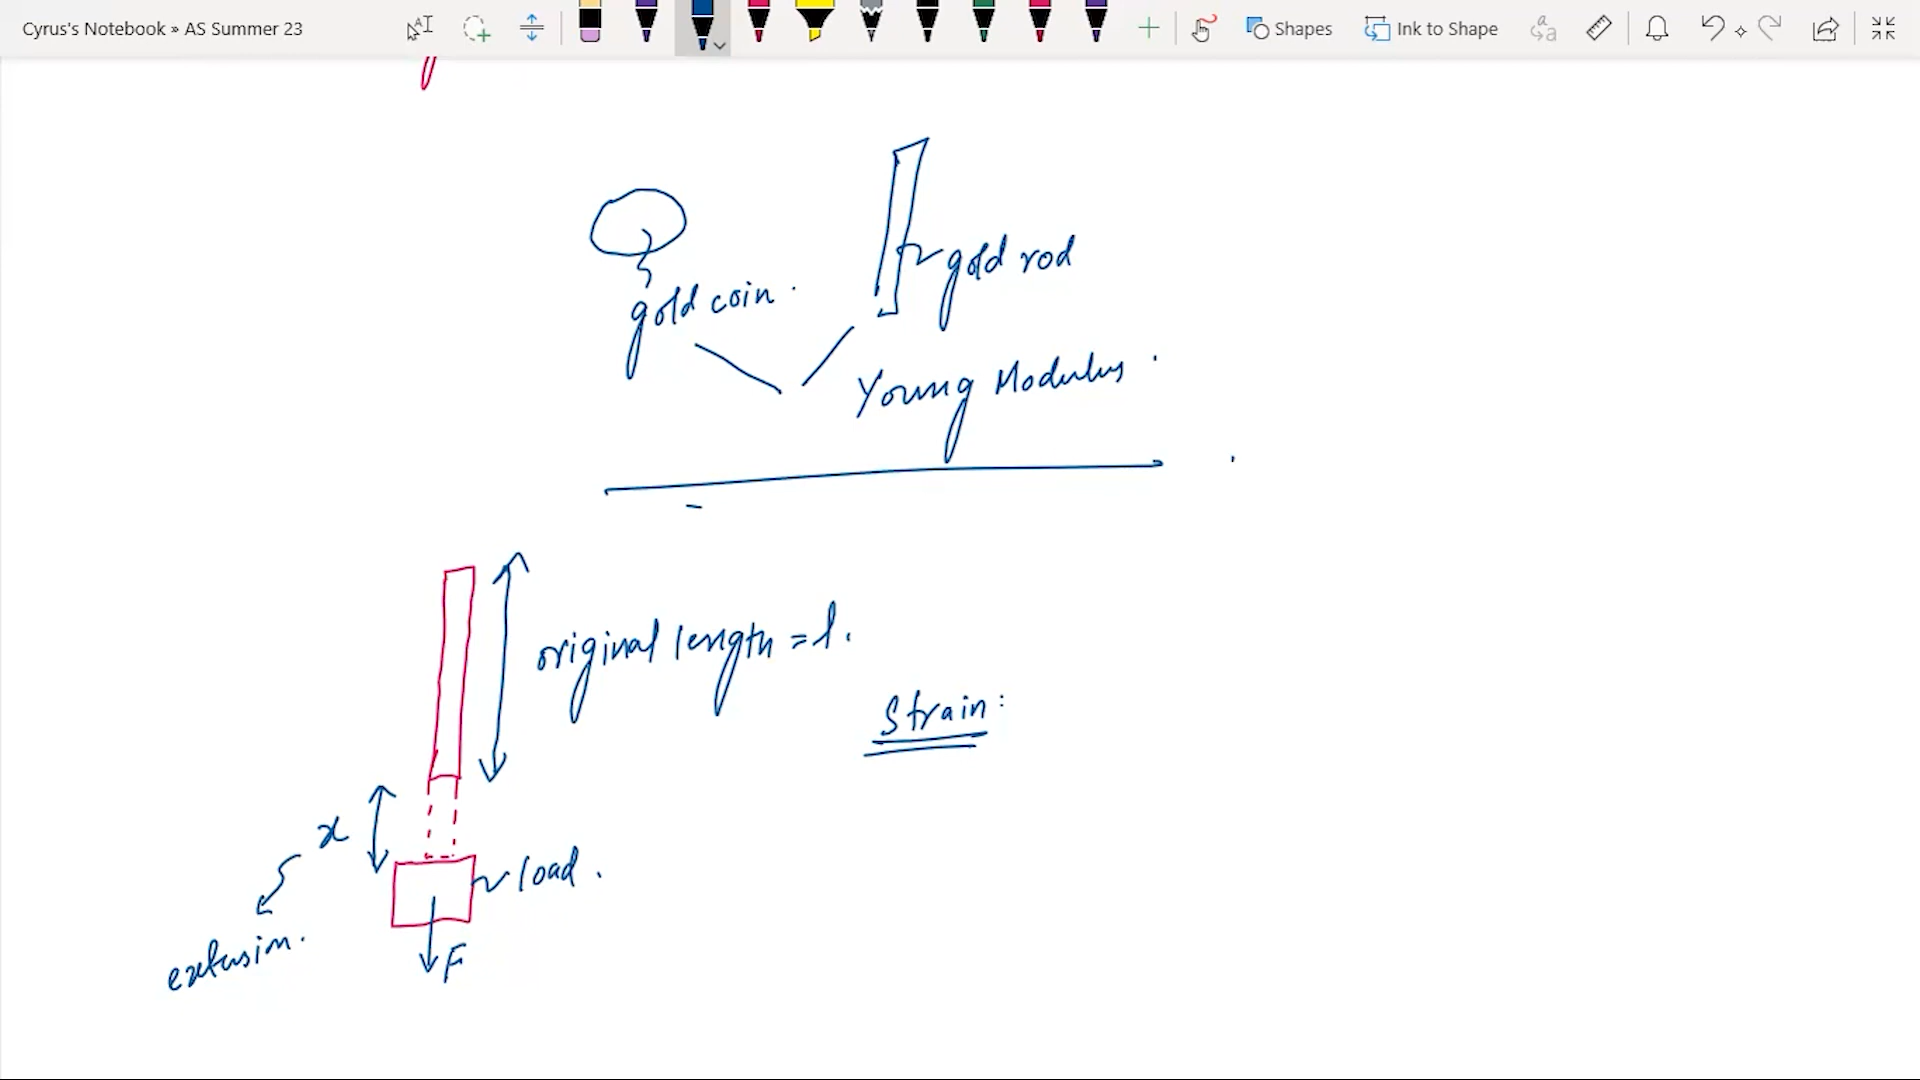 Cyrus's Notebook » AS Summer 23
Shapes
Ink to Shape
gold coin.
gold rod
Young Modulus.
original length = l.
Strain:
x
load.
extension.
F